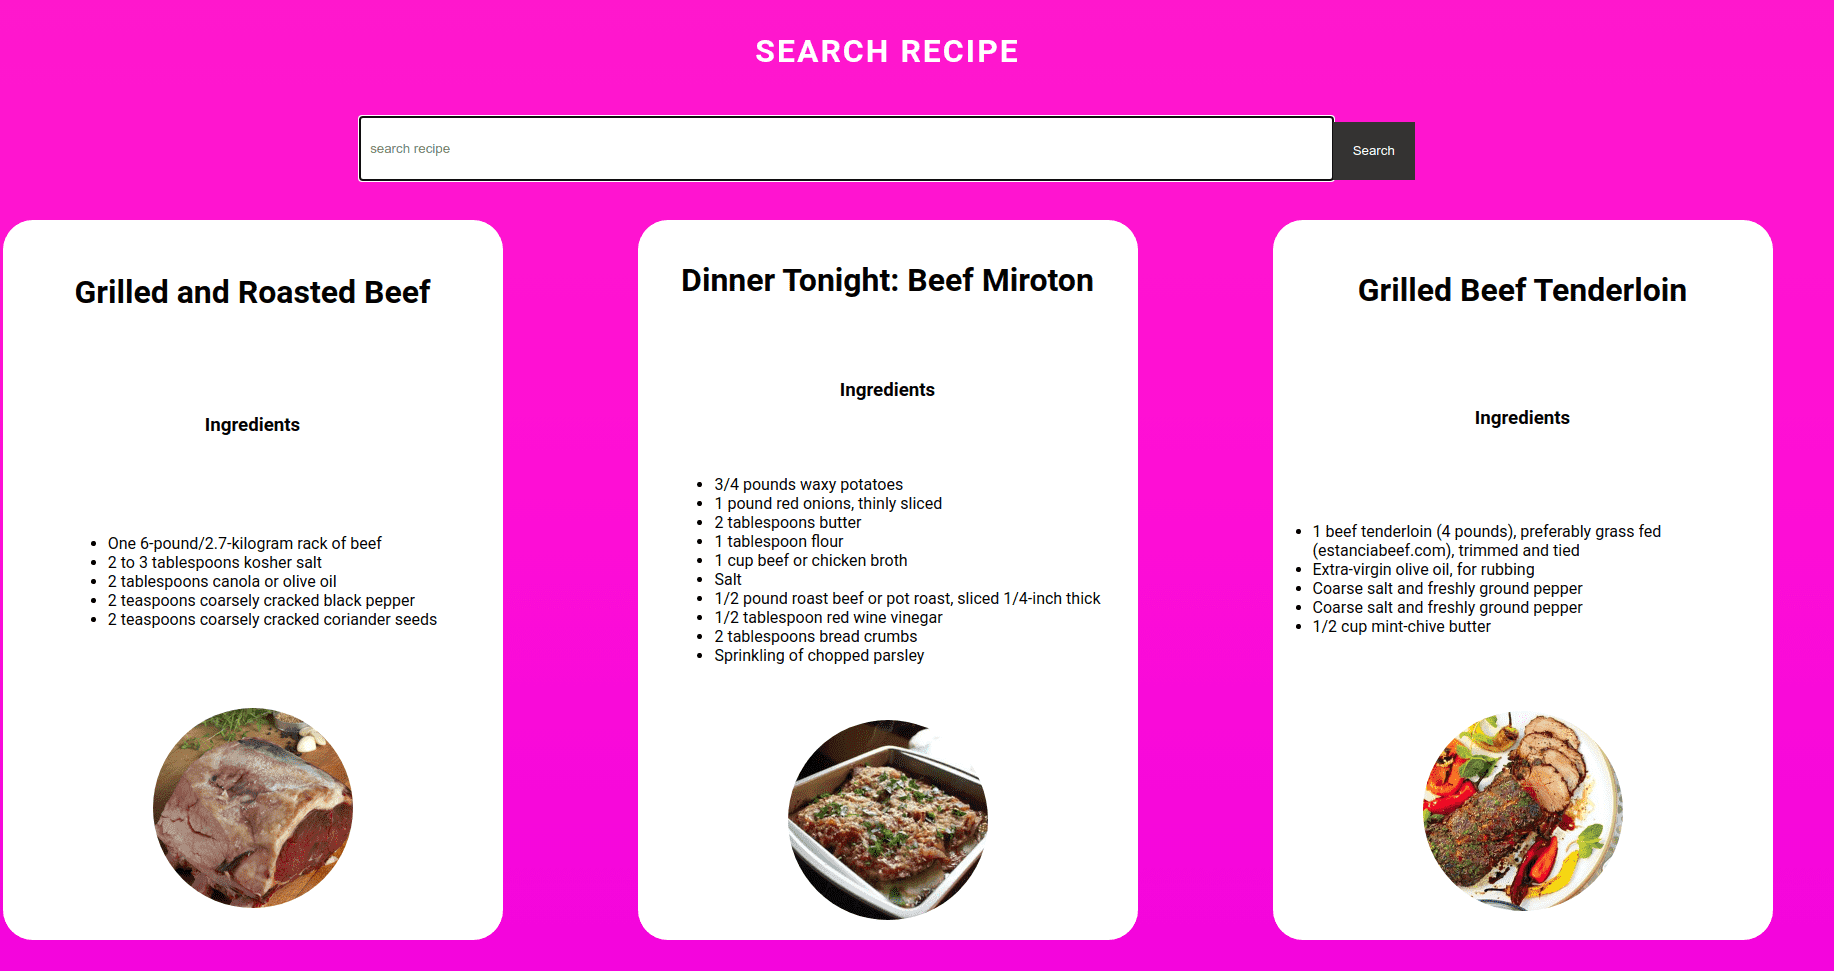 SEARCH RECIPE
search recipe
Search
Grilled and Roasted Beef
Ingredients
One 6-pound/2.7-kilogram rack of beef
2 to 3 tablespoons kosher salt
2 tablespoons canola or olive oil
2 teaspoons coarsely cracked black pepper
2 teaspoons coarsely cracked coriander seeds
Dinner Tonight: Beef Miroton
Ingredients
3/4 pounds waxy potatoes
1 pound red onions, thinly sliced
2 tablespoons butter
1 tablespoon flour
1 cup beef or chicken broth
Salt
1/2 pound roast beef or pot roast, sliced 1/4-inch thick
1/2 tablespoon red wine vinegar
2 tablespoons bread crumbs
Sprinkling of chopped parsley
Grilled Beef Tenderloin
Ingredients
1 beef tenderloin (4 pounds), preferably grass fed
(estanciabeef.com), trimmed and tied
Extra-virgin olive oil, for rubbing
Coarse salt and freshly ground pepper
Coarse salt and freshly ground pepper
1/2 cup mint-chive butter